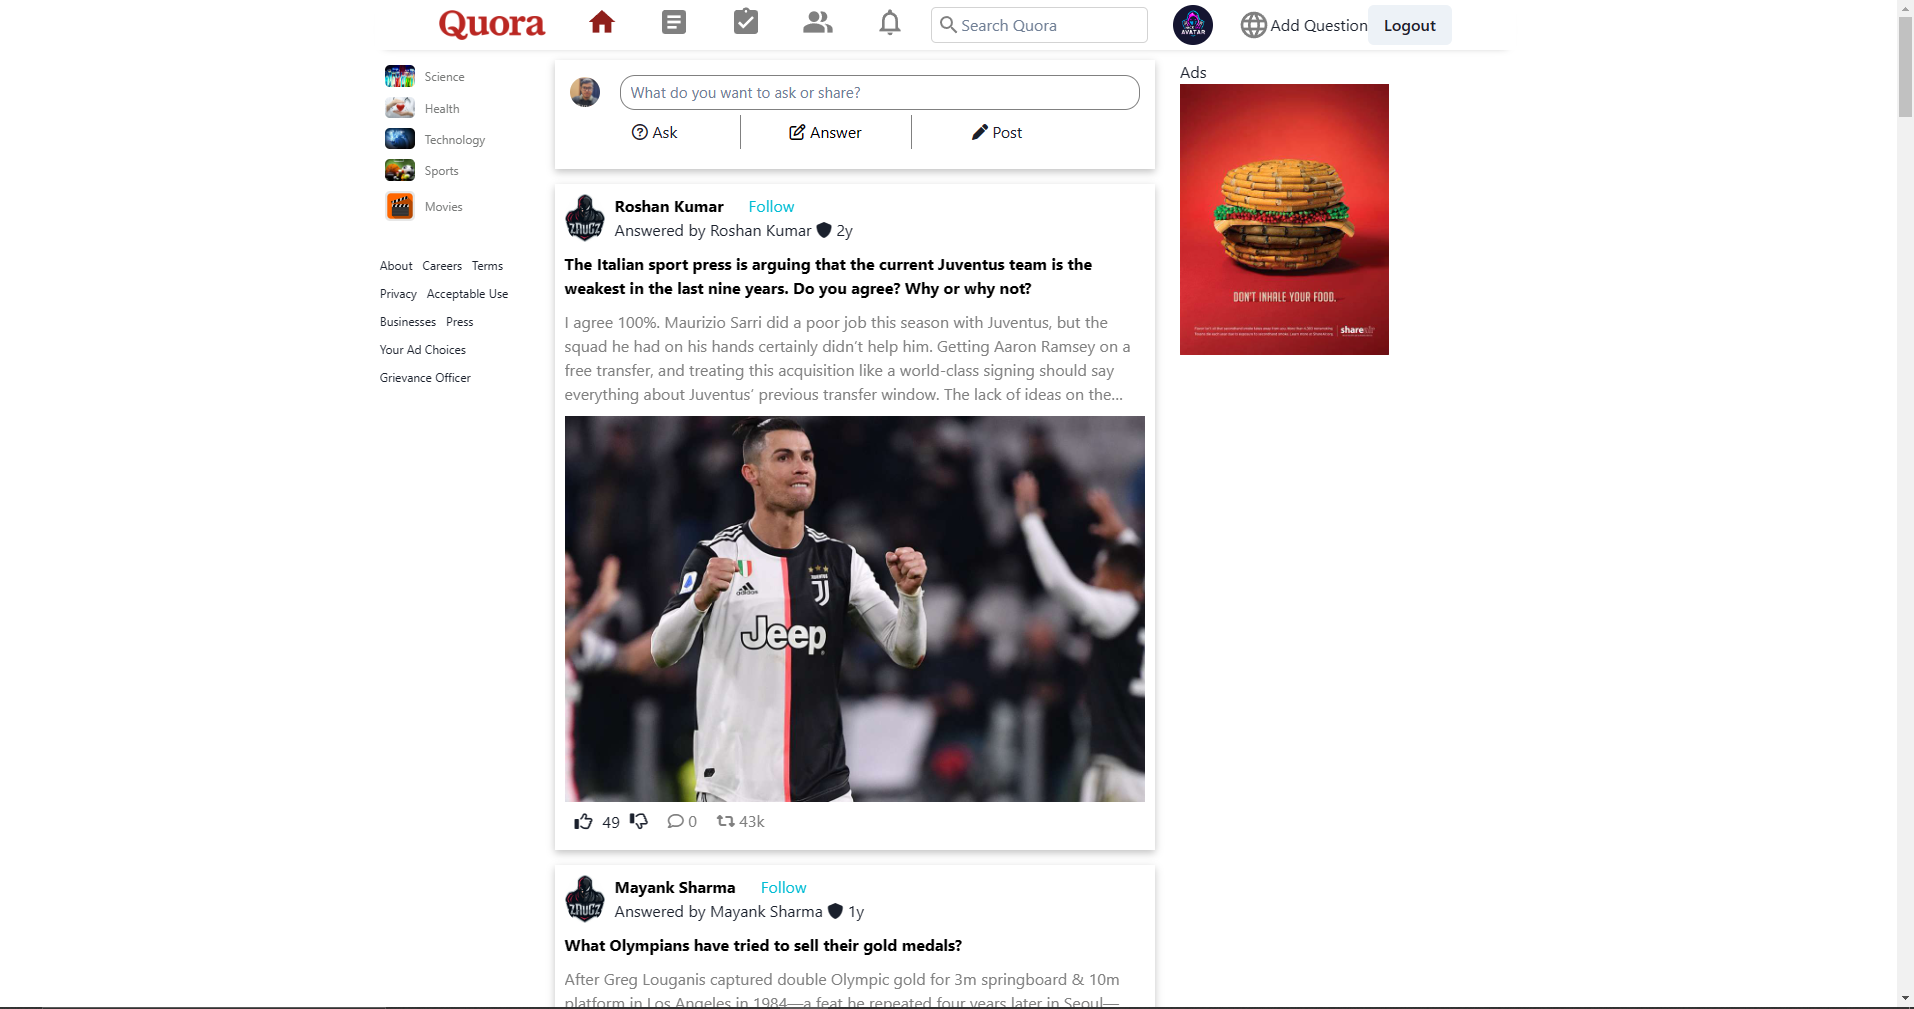 Quora
Search Quora
AVATAR
Add Question
Logout
Science
Health
Technology
Sports
Movies
About Careers Terms
Privacy Acceptable Use
Businesses Press
Your Ad Choices
Grievance Officer
What do you want to ask or share?
Ask
Answer
Post
Roshan Kumar Follow
Answered by Roshan Kumar 2y
The Italian sport press is arguing that the current Juventus team is the
weakest in the last nine years. Do you agree? Why or why not?
I agree 100%. Maurizio Sarri did a poor job this season with Juventus, but the
squad he had on his hands certainly didn’t help him. Getting Aaron Ramsey on a
free transfer, and treating this acquisition like a world-class signing should say
everything about Juventus’ previous transfer window. The lack of ideas on the...
adidas
Jeep
49
0
43k
Mayank Sharma Follow
Answered by Mayank Sharma 1y
What Olympians have tried to sell their gold medals?
After Greg Louganis captured double Olympic gold for 3m springboard & 10m
platform in Los Angeles in 1984—a feat he repeated four years later in Seoul—
Ads
DON'T INHALE YOUR FOOD.